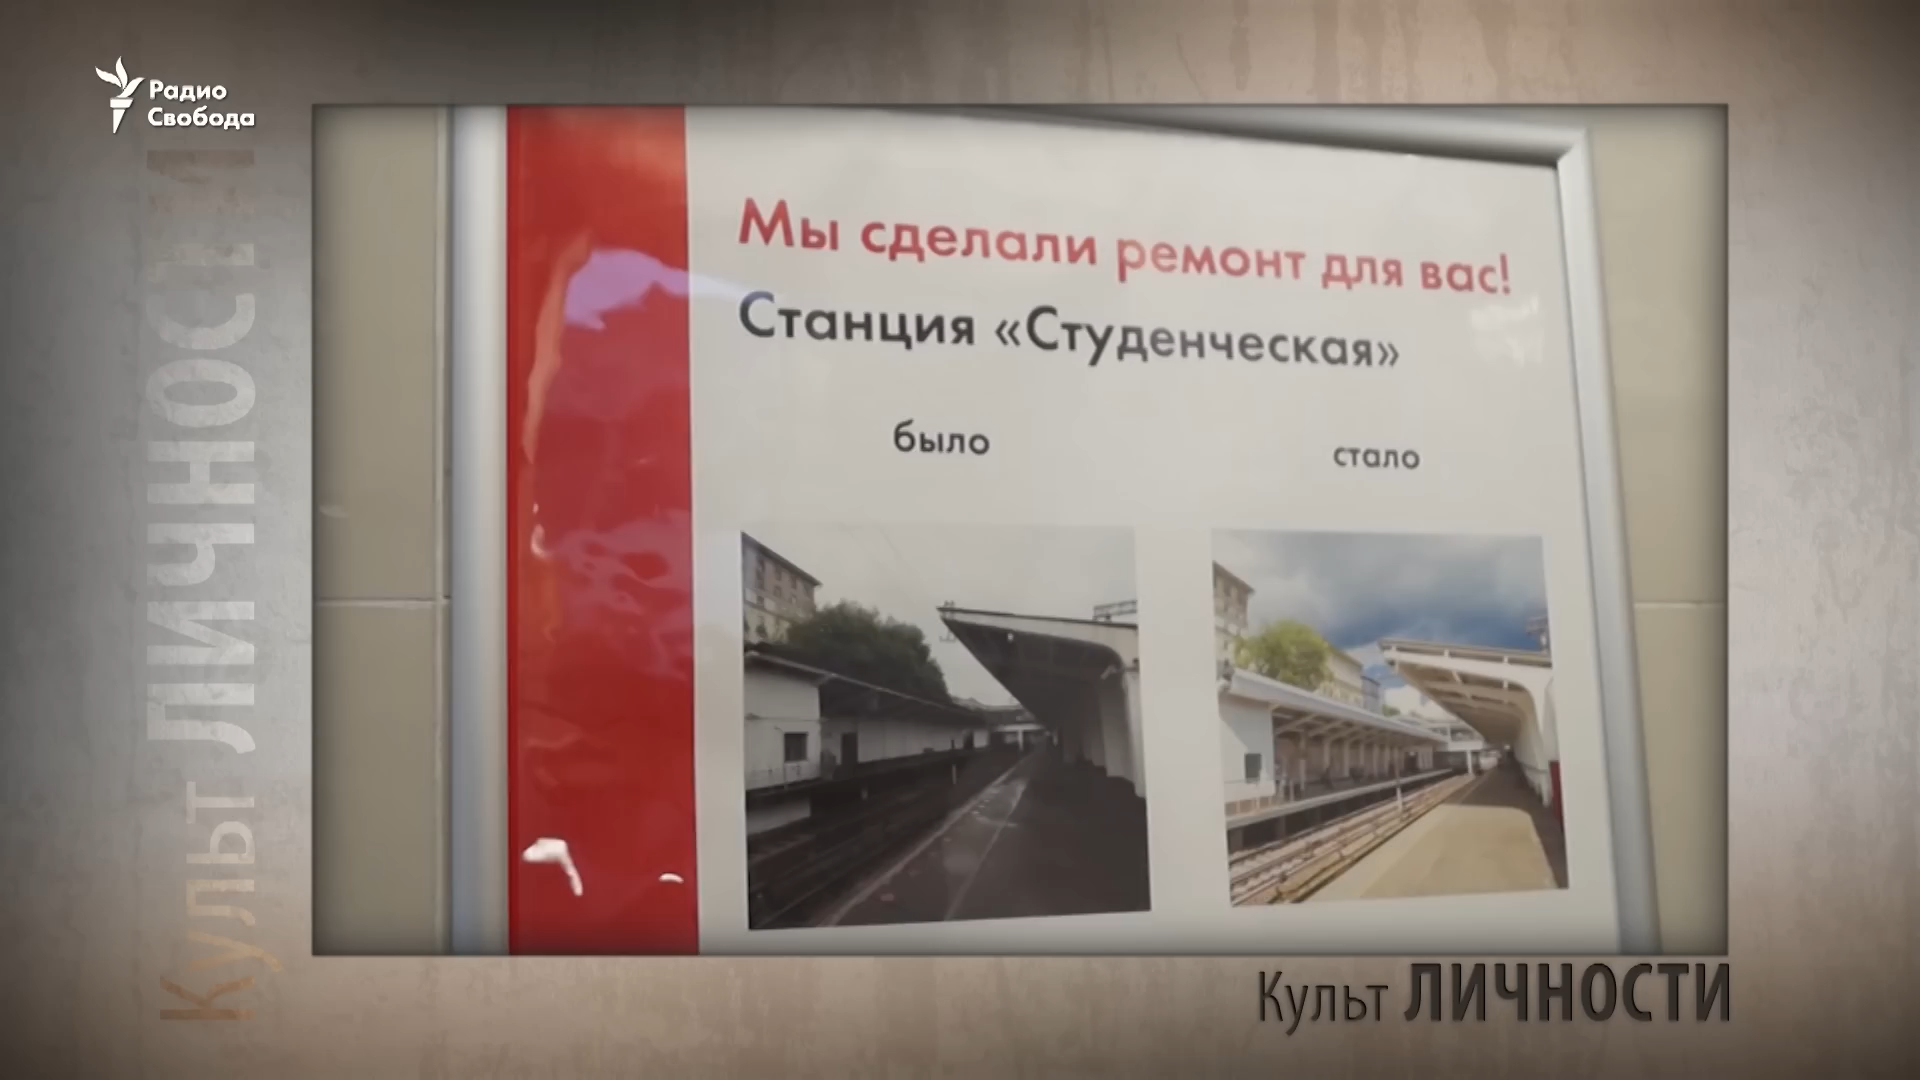 Радио
Свобода
Культ ЛИЧНОСТИ
Мы сделали ремонт для вас!
Станция «Студенческая»
было
стало
Культ ЛИЧНОСТИ